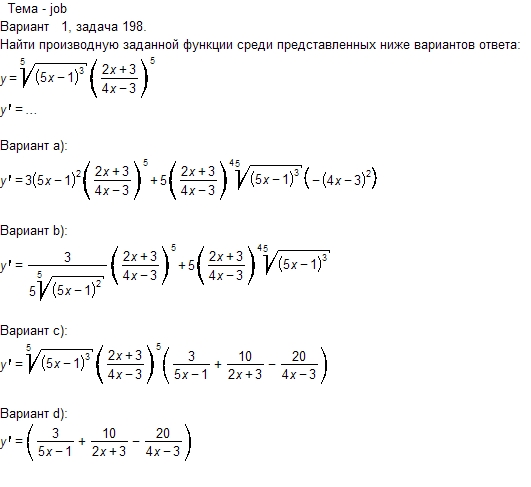 Тема - job
Вариант 1, задача 198.
Найти производную заданной функции среди представленных ниже вариантов ответа:
y = \sqrt[5]{(5x-1)^3} \left( \frac{2x+3}{4x-3} \right)^5
y' = ...
Вариант a):
y' = 3(5x-1)^2 \left( \frac{2x+3}{4x-3} \right)^5 + 5 \left( \frac{2x+3}{4x-3} \right)^4 \sqrt[5]{(5x-1)^3} (-(4x-3)^2)
Вариант b):
y' = \frac{3}{5 \sqrt[5]{(5x-1)^2}} \left( \frac{2x+3}{4x-3} \right)^5 + 5 \left( \frac{2x+3}{4x-3} \right)^4 \sqrt[5]{(5x-1)^3}
Вариант c):
y' = \sqrt[5]{(5x-1)^3} \left( \frac{2x+3}{4x-3} \right)^5 \left( \frac{3}{5x-1} + \frac{10}{2x+3} - \frac{20}{4x-3} \right)
Вариант d):
y' = \left( \frac{3}{5x-1} + \frac{10}{2x+3} - \frac{20}{4x-3} \right)